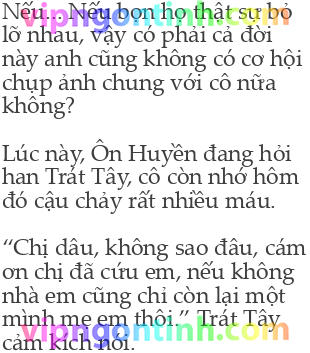 Nếu... Nếu bọn họ thật sự bỏ
lỡ nhau, vậy có phải cả đời
này anh cũng không có cơ hội
chụp ảnh chung với cô nữa
không?
Lúc này, Ôn Huyền đang hỏi
han Trát Tây, cô còn nhớ hôm
đó cậu chảy rất nhiều máu.
“Chị dâu, không sao đâu, cám
ơn chị đã cứu em, nếu không
nhà em cũng chỉ còn lại một
mình mẹ em thôi.” Trát Tây
cảm kích nói.
vipngontinh.com
vipngontinh.com